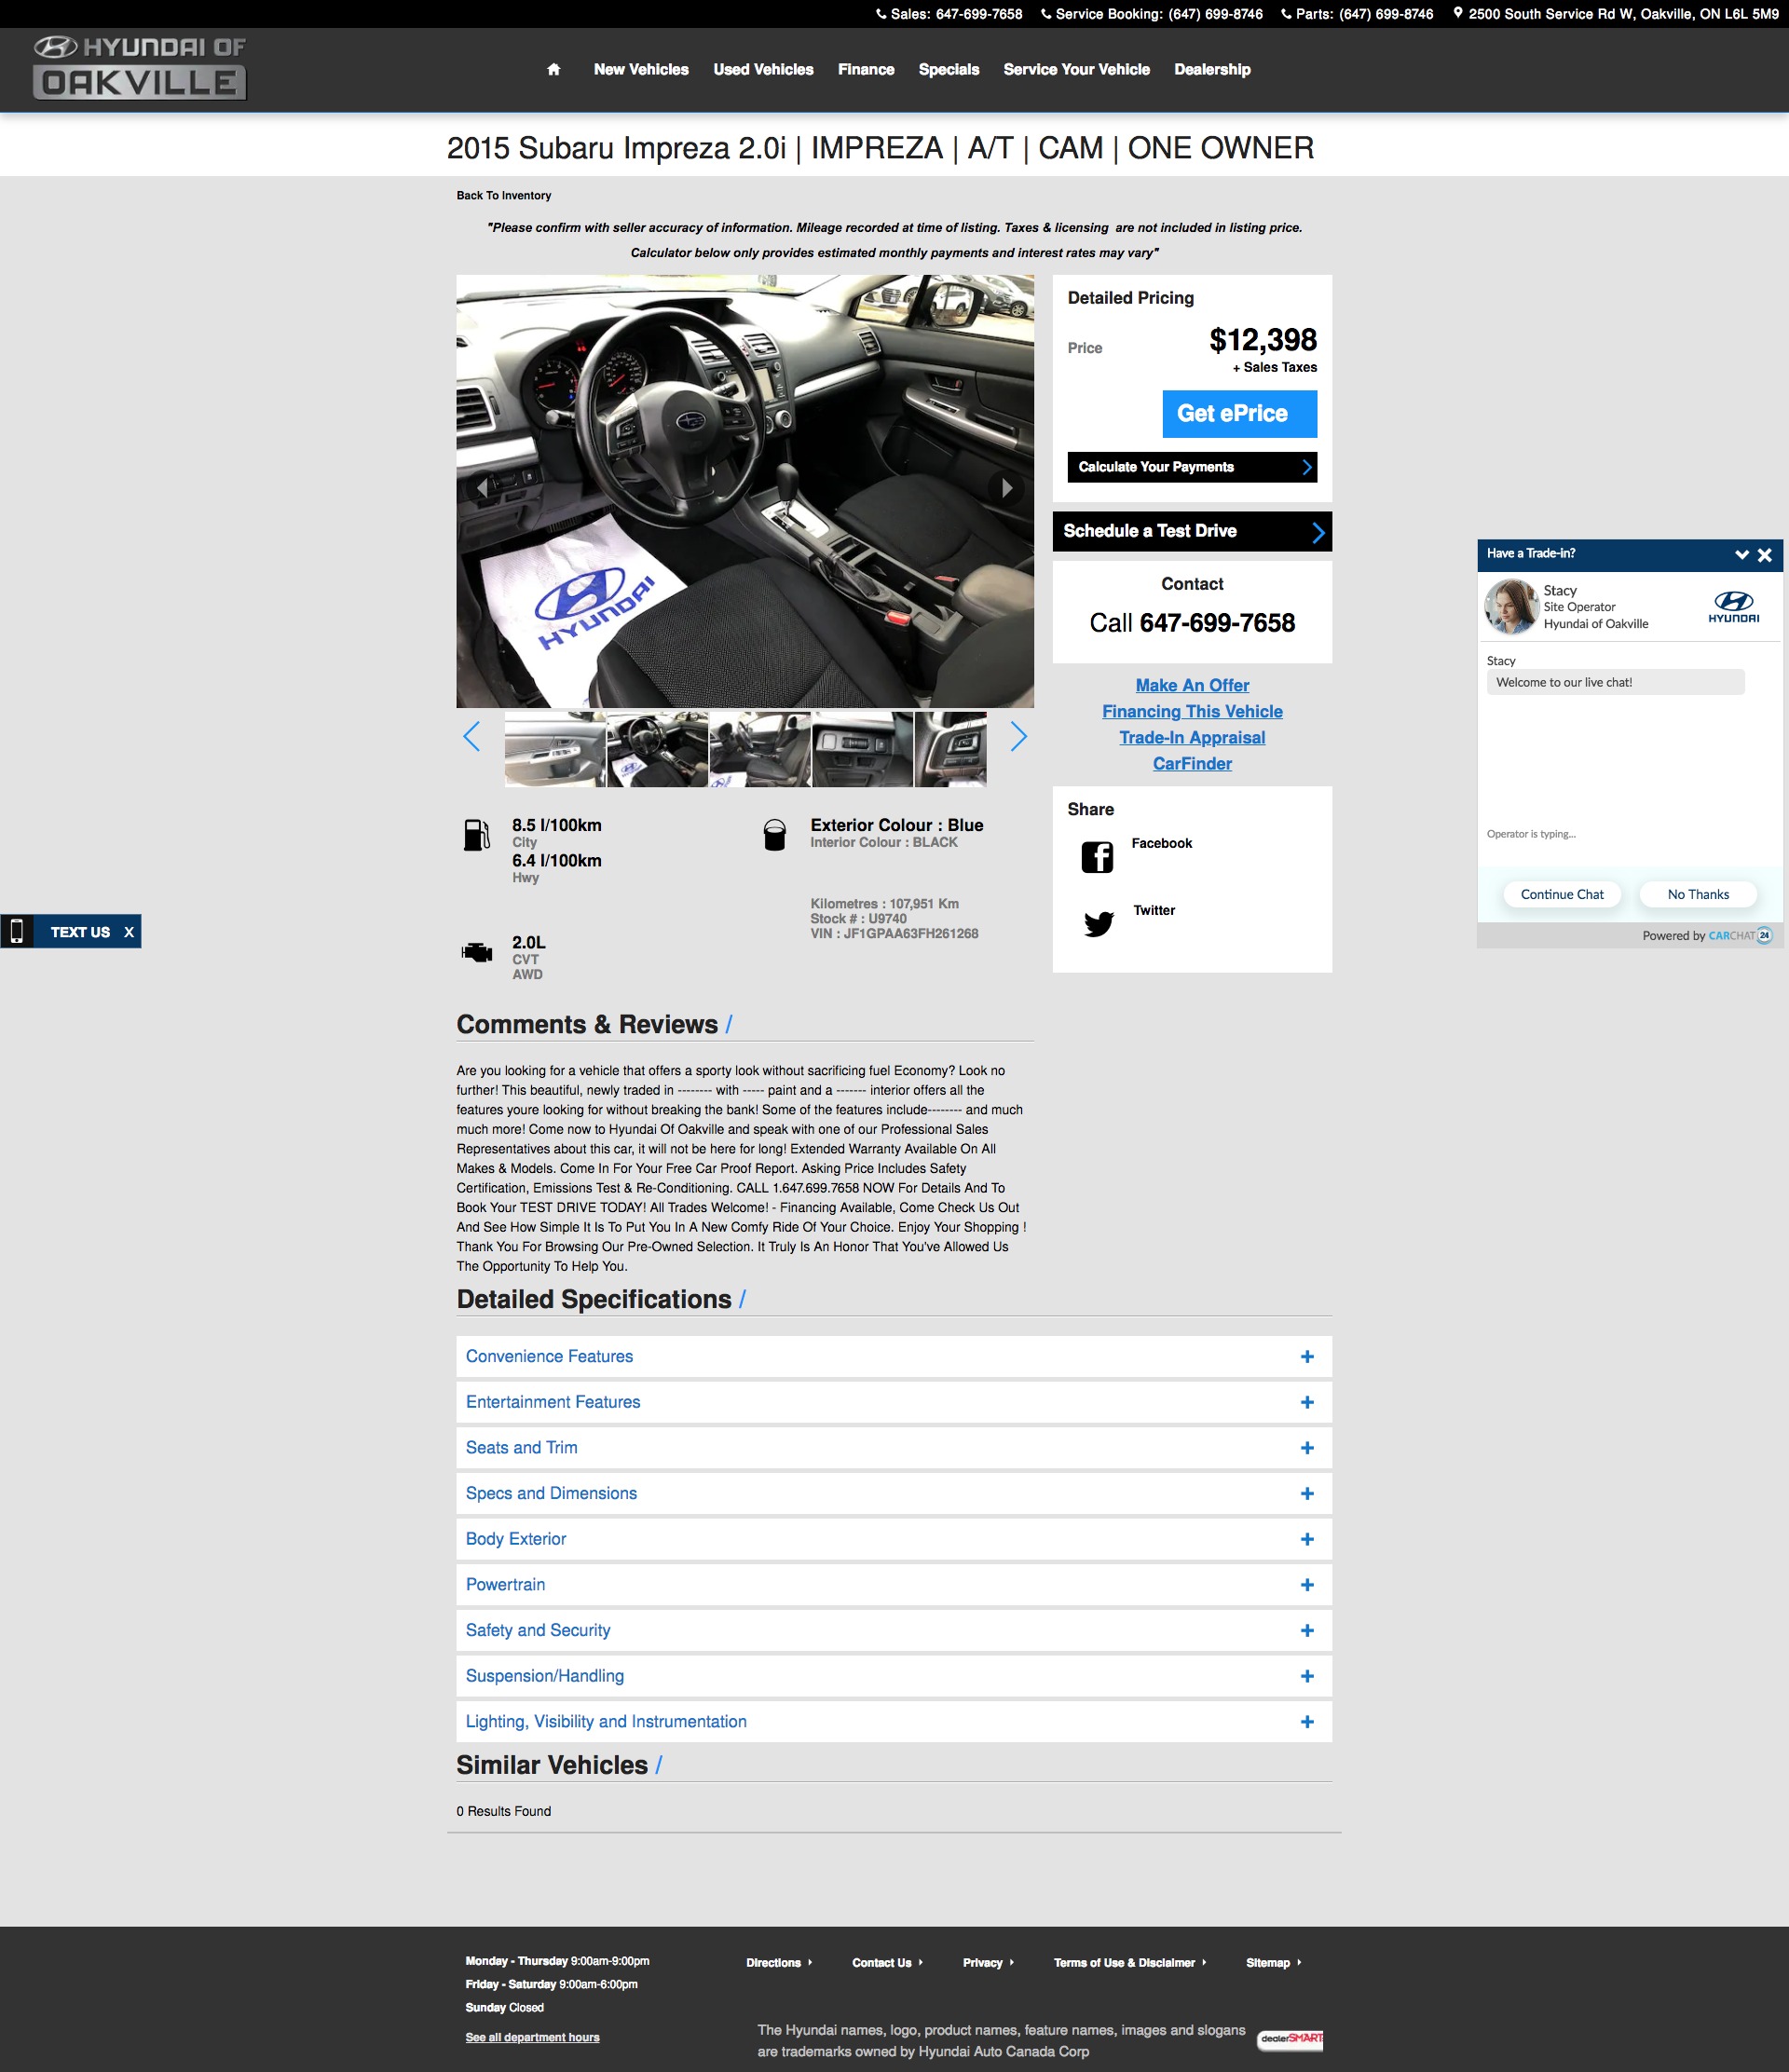 Sales: 647-699-7658 Service Booking: (647) 699-8746 Parts: (647) 699-8746 2500 South Service Rd W, Oakville, ON L6L 5M9
HYUNDAI OF
OAKVILLE
New Vehicles Used Vehicles Finance Specials Service Your Vehicle Dealership
2015 Subaru Impreza 2.0i | IMPREZA | A/T | CAM | ONE OWNER
Back To Inventory
"Please confirm with seller accuracy of information. Mileage recorded at time of listing. Taxes & licensing are not included in listing price.
Calculator below only provides estimated monthly payments and interest rates may vary"
HYUNDAI
Detailed Pricing
Price
$12,398
+ Sales Taxes
Get ePrice
Calculate Your Payments
Schedule a Test Drive
Contact
Call 647-699-7658
Make An Offer
Financing This Vehicle
Trade-In Appraisal
CarFinder
Share
Facebook
Twitter
8.5 l/100km
City
6.4 l/100km
Hwy
2.0L
CVT
AWD
Exterior Colour : Blue
Interior Colour : BLACK
Kilometres : 107,951 Km
Stock # : U9740
VIN : JF1GPAA63FH261268
TEXT US X
Have a Trade-in?
Stacy
Site Operator
Hyundai of Oakville
HYUNDAI
Stacy
Welcome to our live chat!
Operator is typing...
Continue Chat No Thanks
Powered by CARCHAT 24
Comments & Reviews /
Are you looking for a vehicle that offers a sporty look without sacrificing fuel Economy? Look no
further! This beautiful, newly traded in -------- with ----- paint and a ------- interior offers all the
features youre looking for without breaking the bank! Some of the features include-------- and much
much more! Come now to Hyundai Of Oakville and speak with one of our Professional Sales
Representatives about this car, it will not be here for long! Extended Warranty Available On All
Makes & Models. Come In For Your Free Car Proof Report. Asking Price Includes Safety
Certification, Emissions Test & Re-Conditioning. CALL 1.647.699.7658 NOW For Details And To
Book Your TEST DRIVE TODAY! All Trades Welcome! - Financing Available, Come Check Us Out
And See How Simple It Is To Put You In A New Comfy Ride Of Your Choice. Enjoy Your Shopping !
Thank You For Browsing Our Pre-Owned Selection. It Truly Is An Honor That You've Allowed Us
The Opportunity To Help You.
Detailed Specifications /
Convenience Features +
Entertainment Features +
Seats and Trim +
Specs and Dimensions +
Body Exterior +
Powertrain +
Safety and Security +
Suspension/Handling +
Lighting, Visibility and Instrumentation +
Similar Vehicles /
0 Results Found
Monday - Thursday 9:00am-9:00pm
Friday - Saturday 9:00am-6:00pm
Sunday Closed
See all department hours
Directions Contact Us Privacy Terms of Use & Disclaimer Sitemap
The Hyundai names, logo, product names, feature names, images and slogans
are trademarks owned by Hyundai Auto Canada Corp
dealerSMART